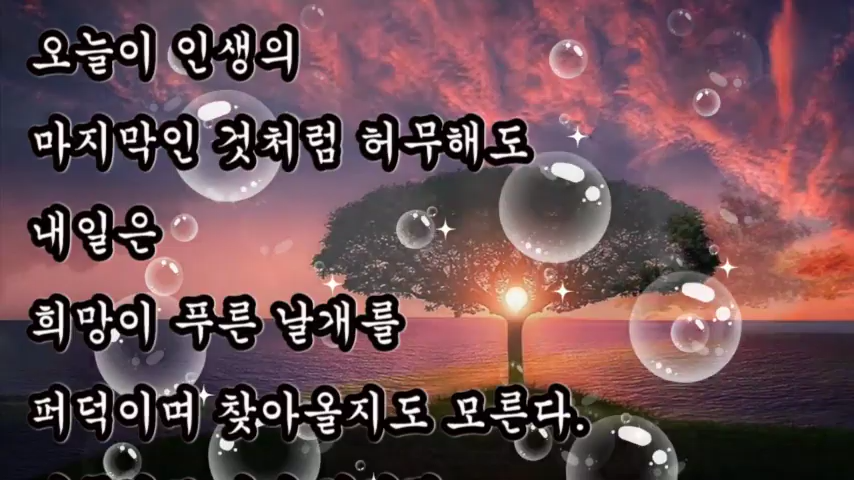 오늘이 인생의
마지막인 것처럼 허무해도
내일은
희망이 푸른 날개를
퍼덕이며 찾아올지도 모른다.